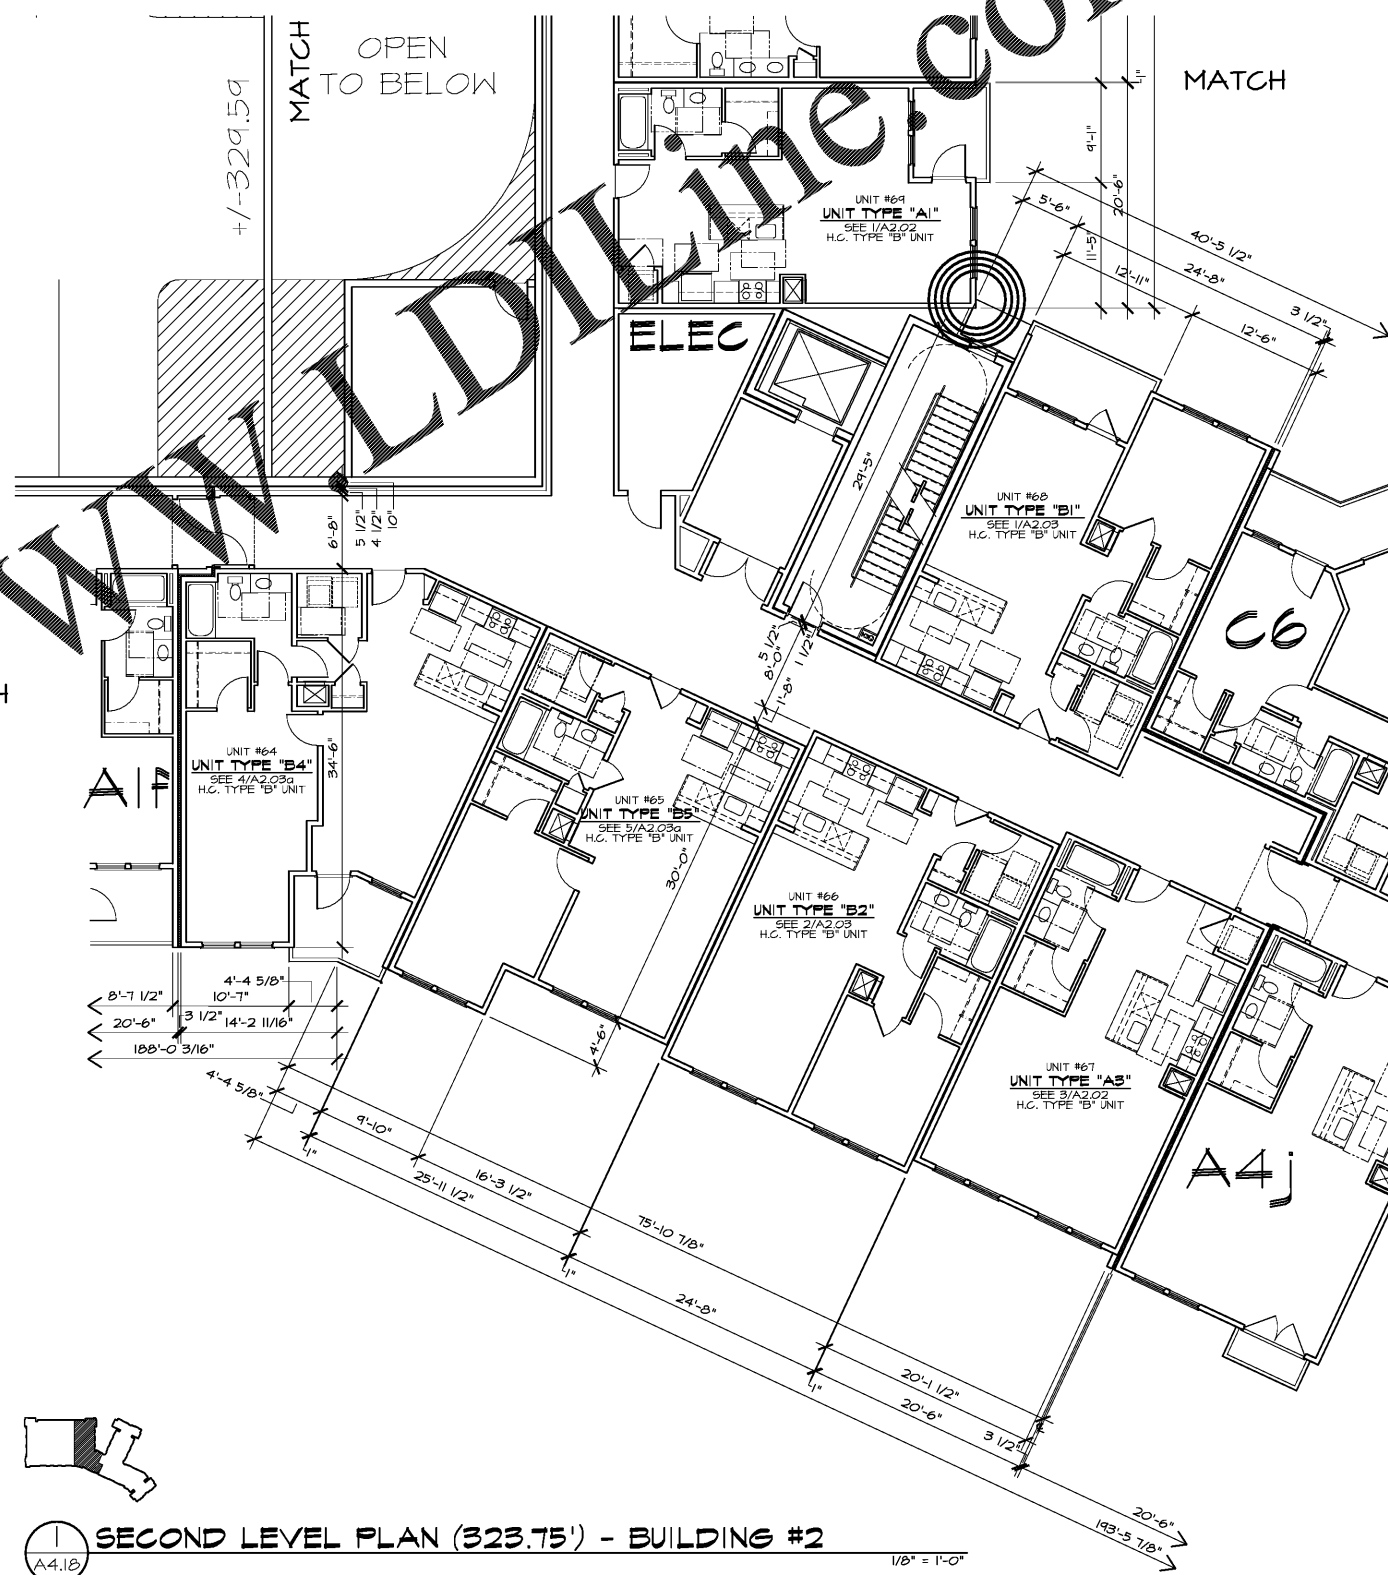 WWW.LDILine.co
MATCH
OPEN
TO BELOW
+/-329.59
MATCH
1"
9'-1"
20'-6"
11'-5"
5'-6"
40'-5 1/2"
24'-8"
12'-11"
3 1/2"
12'-6"
UNIT #69
UNIT TYPE "A1"
SEE 1/A2.02
H.C. TYPE "B" UNIT
ELEC
29'-5"
UNIT #68
UNIT TYPE "B1"
SEE 1/A2.03
H.C. TYPE "B" UNIT
C6
6'-8"
5 1/2"
4 1/2"
10"
5 1/2"
8'-0"
1 1/2"
1'-8"
H
A1F
UNIT #64
UNIT TYPE "B4"
SEE 4/A2.03a
H.C. TYPE "B" UNIT
34'-6"
UNIT #65
UNIT TYPE "B5"
SEE 5/A2.03a
H.C. TYPE "B" UNIT
30'-0"
UNIT #66
UNIT TYPE "B2"
SEE 2/A2.03
H.C. TYPE "B" UNIT
UNIT #67
UNIT TYPE "A3"
SEE 3/A2.02
H.C. TYPE "B" UNIT
A4j
4'-4 5/8"
8'-7 1/2"
10'-7"
3 1/2"
20'-6"
14'-2 11/16"
188'-0 3/16"
4'-6"
4'-4 5/8"
9'-10"
1"
16'-3 1/2"
25'-11 1/2"
75'-10 7/8"
1"
24'-8"
1"
20'-1 1/2"
20'-6"
3 1/2"
20'-6"
193'-5 7/8"
1
A4.18
SECOND LEVEL PLAN (323.75') - BUILDING #2
1/8" = 1'-0"